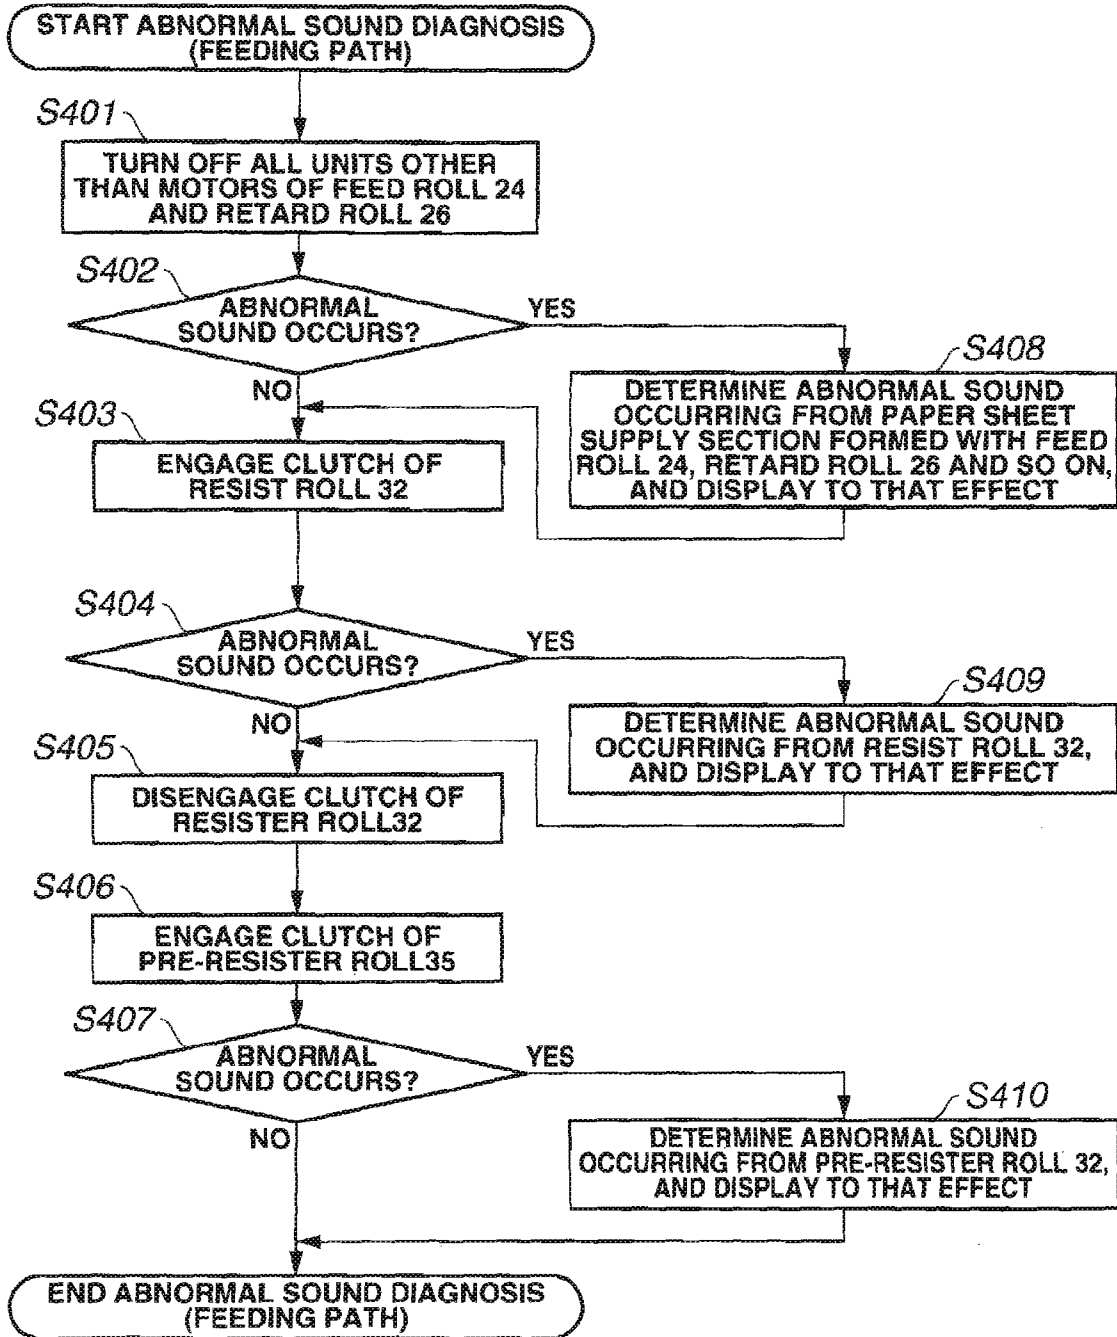 START ABNORMAL SOUND DIAGNOSIS
(FEEDING PATH)
S401
TURN OFF ALL UNITS OTHER
THAN MOTORS OF FEED ROLL 24
AND RETARD ROLL 26
S402
ABNORMAL
SOUND OCCURS?
YES
NO
S408
DETERMINE ABNORMAL SOUND
OCCURRING FROM PAPER SHEET
SUPPLY SECTION FORMED WITH FEED
ROLL 24, RETARD ROLL 26 AND SO ON,
AND DISPLAY TO THAT EFFECT
S403
ENGAGE CLUTCH OF
RESIST ROLL 32
S404
ABNORMAL
SOUND OCCURS?
YES
NO
S409
DETERMINE ABNORMAL SOUND
OCCURRING FROM RESIST ROLL 32,
AND DISPLAY TO THAT EFFECT
S405
DISENGAGE CLUTCH OF
RESISTER ROLL32
S406
ENGAGE CLUTCH OF
PRE-RESISTER ROLL35
S407
ABNORMAL
SOUND OCCURS?
YES
NO
S410
DETERMINE ABNORMAL SOUND
OCCURRING FROM PRE-RESISTER ROLL 32,
AND DISPLAY TO THAT EFFECT
END ABNORMAL SOUND DIAGNOSIS
(FEEDING PATH)